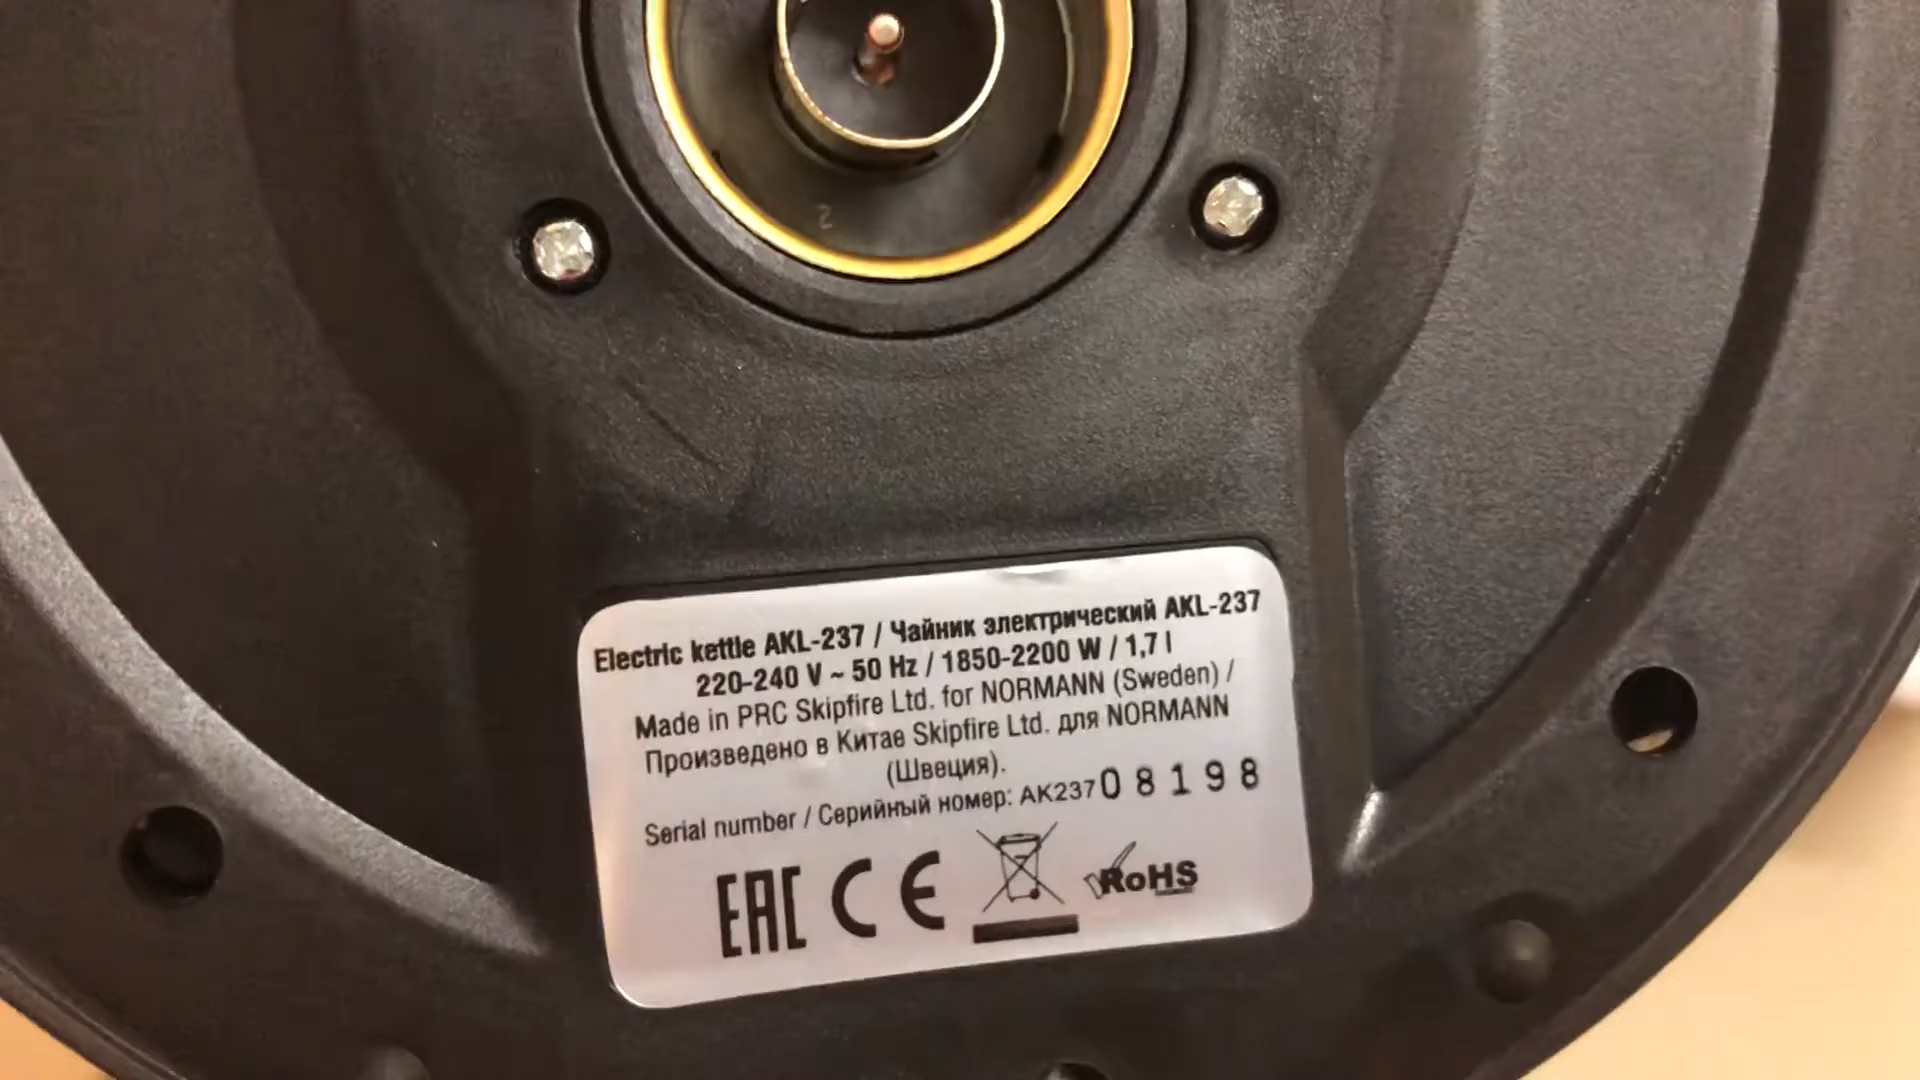 Electric kettle AKL-237 / Чайник электрический AKL-237
220-240 V ~ 50 Hz / 1850-2200 W / 1,7 l
Made in PRC Skipfire Ltd. for NORMANN (Sweden) /
Произведено в Китае Skipfire Ltd. для NORMANN
(Швеция).
Serial number / Серийный номер: AK237 08198
EAC CE RoHS